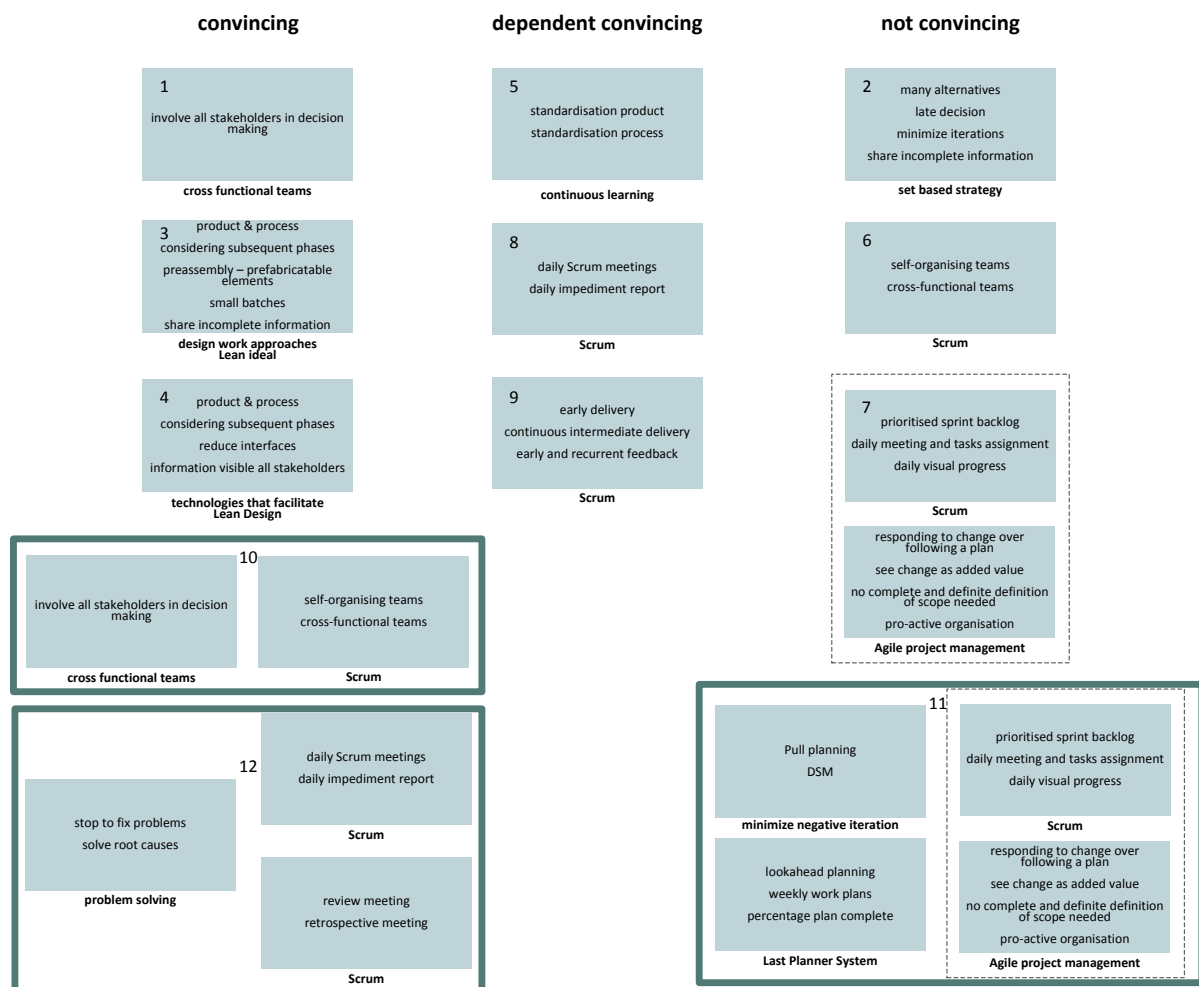 convincing
dependent convincing
not convincing
1
involve all stakeholders in decision
making
cross functional teams
5
standardisation product
standardisation process
continuous learning
2
many alternatives
late decision
minimize iterations
share incomplete information
set based strategy
3
product & process
considering subsequent phases
preassembly – prefabricatable
elements
small batches
share incomplete information
design work approaches
Lean ideal
8
daily Scrum meetings
daily impediment report
Scrum
6
self-organising teams
cross-functional teams
Scrum
4
product & process
considering subsequent phases
reduce interfaces
information visible all stakeholders
technologies that facilitate
Lean Design
9
early delivery
continuous intermediate delivery
early and recurrent feedback
Scrum
7
prioritised sprint backlog
daily meeting and tasks assignment
daily visual progress
Scrum
responding to change over
following a plan
see change as added value
no complete and definite definition
of scope needed
pro-active organisation
Agile project management
10
involve all stakeholders in decision
making
cross functional teams
self-organising teams
cross-functional teams
Scrum
12
stop to fix problems
solve root causes
problem solving
daily Scrum meetings
daily impediment report
Scrum
review meeting
retrospective meeting
Scrum
11
Pull planning
DSM
minimize negative iteration
lookahead planning
weekly work plans
percentage plan complete
Last Planner System
prioritised sprint backlog
daily meeting and tasks assignment
daily visual progress
Scrum
responding to change over
following a plan
see change as added value
no complete and definite definition
of scope needed
pro-active organisation
Agile project management